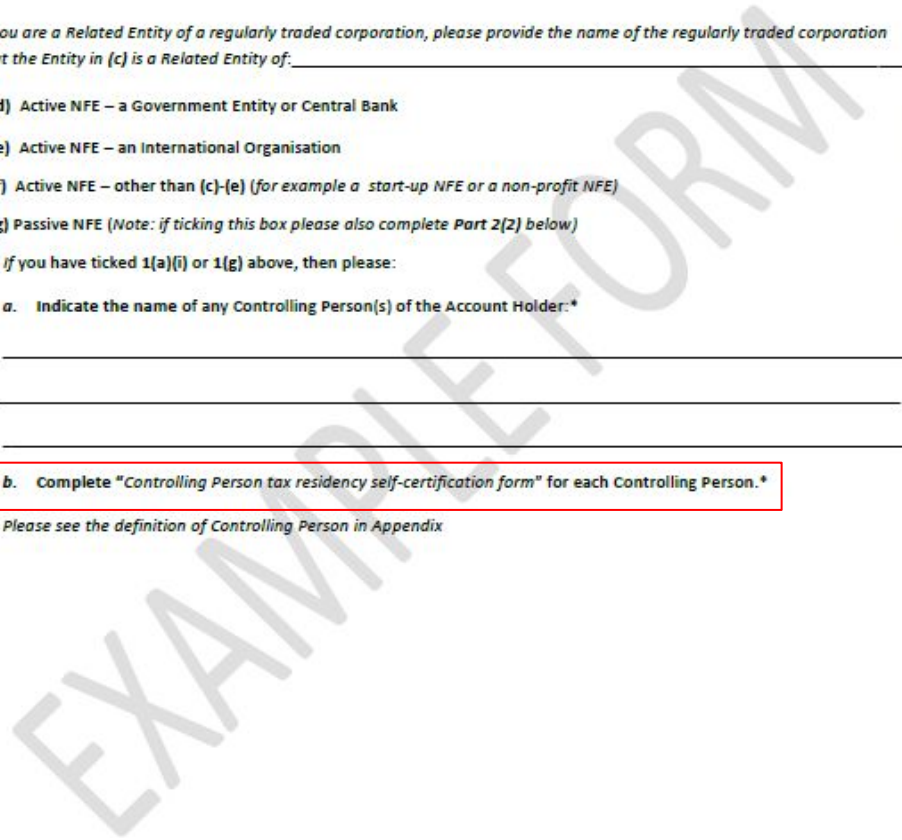 ou are a Related Entity of a regularly traded corporation, please provide the name of the regularly traded corporation
t the Entity in (c) is a Related Entity of:
) Active NFE – a Government Entity or Central Bank
e) Active NFE – an International Organisation
) Active NFE – other than (c)-(e) (for example a start-up NFE or a non-profit NFE)
g) Passive NFE (Note: if ticking this box please also complete Part 2(2) below)
If you have ticked 1(a)(i) or 1(g) above, then please:
a. Indicate the name of any Controlling Person(s) of the Account Holder:*
b. Complete “Controlling Person tax residency self-certification form” for each Controlling Person.*
Please see the definition of Controlling Person in Appendix
EXAMPLE FORM